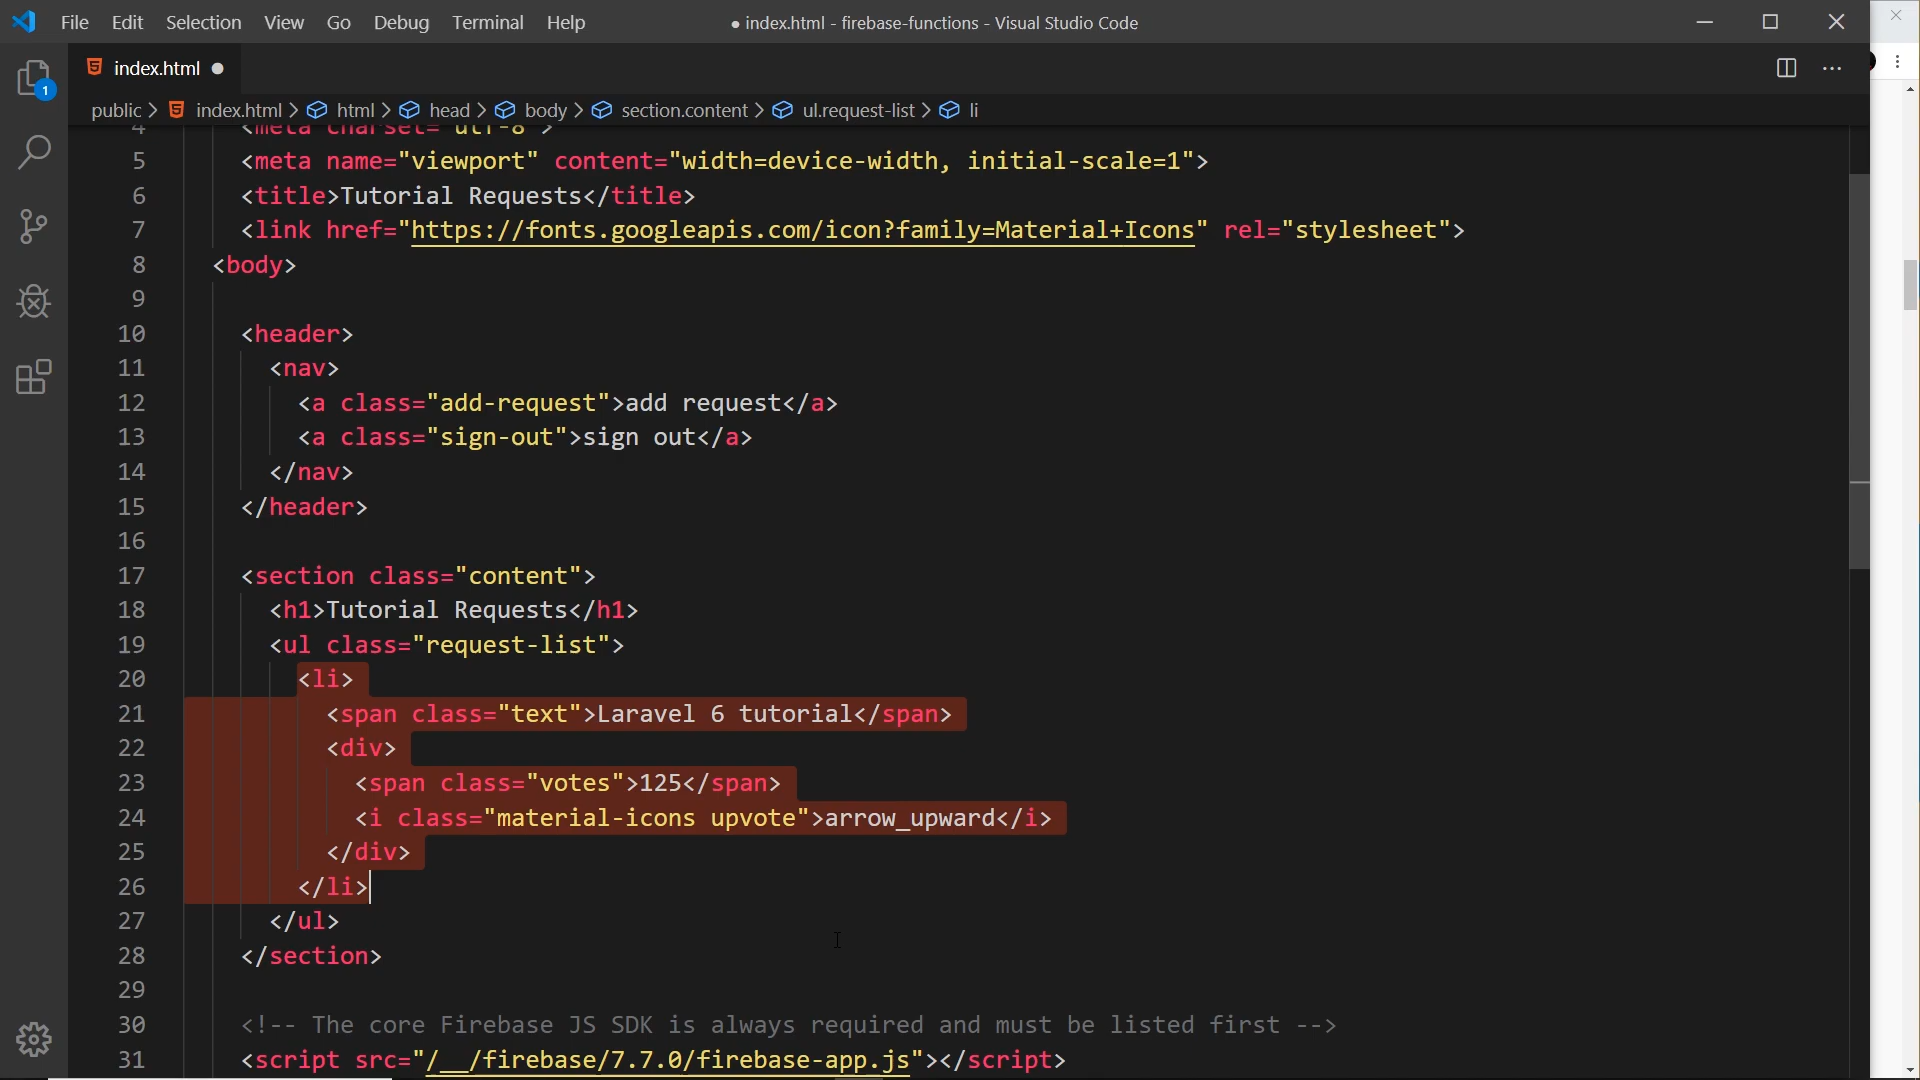 File Edit Selection View Go Debug Terminal Help
● index.html - firebase-functions - Visual Studio Code
index.html ●
1
public > index.html > html > head > body > section.content > ul.request-list > li
4 <meta charset="utf-8">
5 <meta name="viewport" content="width=device-width, initial-scale=1">
6 <title>Tutorial Requests</title>
7 <link href="https://fonts.googleapis.com/icon?family=Material+Icons" rel="stylesheet">
8 <body>
9
10 <header>
11 <nav>
12 <a class="add-request">add request</a>
13 <a class="sign-out">sign out</a>
14 </nav>
15 </header>
16
17 <section class="content">
18 <h1>Tutorial Requests</h1>
19 <ul class="request-list">
20 <li>
21 <span class="text">Laravel 6 tutorial</span>
22 <div>
23 <span class="votes">125</span>
24 <i class="material-icons upvote">arrow_upward</i>
25 </div>
26 </li>
27 </ul>
28 </section>
29
30 <!-- The core Firebase JS SDK is always required and must be listed first -->
31 <script src="/__/firebase/7.7.0/firebase-app.js"></script>